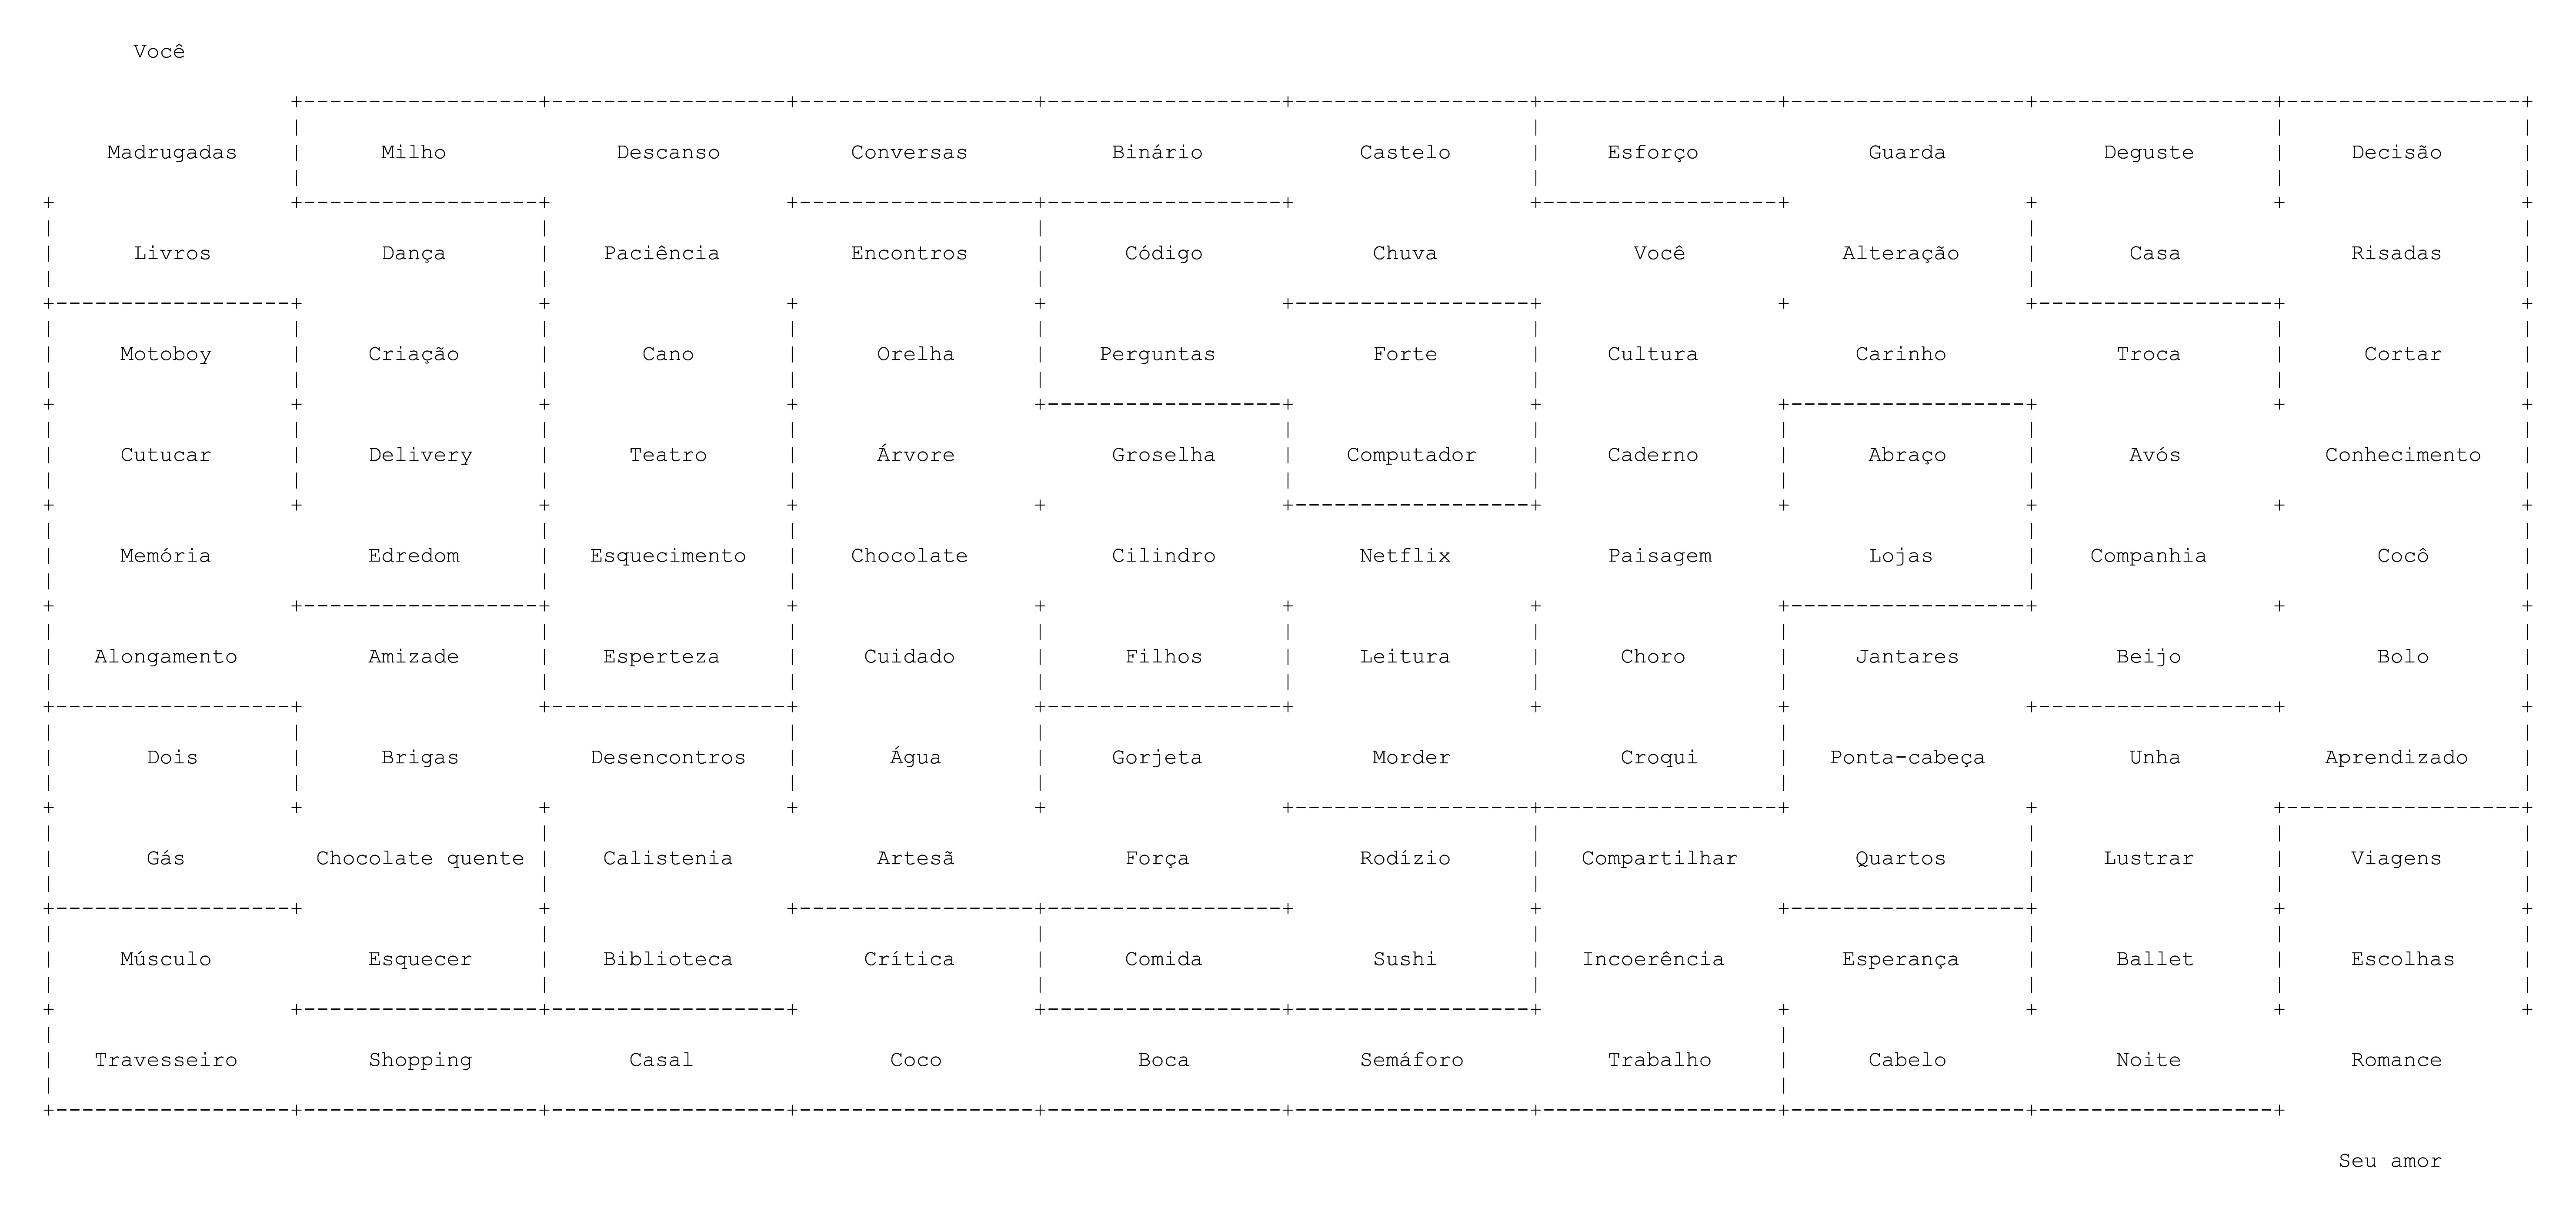 Você
Madrugadas Milho Descanso Conversas Binário Castelo Esforço Guarda Deguste Decisão
Livros Dança Paciência Encontros Código Chuva Você Alteração Casa Risadas
Motoboy Criação Cano Orelha Perguntas Forte Cultura Carinho Troca Cortar
Cutucar Delivery Teatro Árvore Groselha Computador Caderno Abraço Avós Conhecimento
Memória Edredom Esquecimento Chocolate Cilindro Netflix Paisagem Lojas Companhia Cocô
Alongamento Amizade Esperteza Cuidado Filhos Leitura Choro Jantares Beijo Bolo
Dois Brigas Desencontros Água Gorjeta Morder Croqui Ponta-cabeça Unha Aprendizado
Gás Chocolate quente Calistenia Artesã Força Rodízio Compartilhar Quartos Lustrar Viagens
Músculo Esquecer Biblioteca Crítica Comida Sushi Incoerência Esperança Ballet Escolhas
Travesseiro Shopping Casal Coco Boca Semáforo Trabalho Cabelo Noite Romance
Seu amor